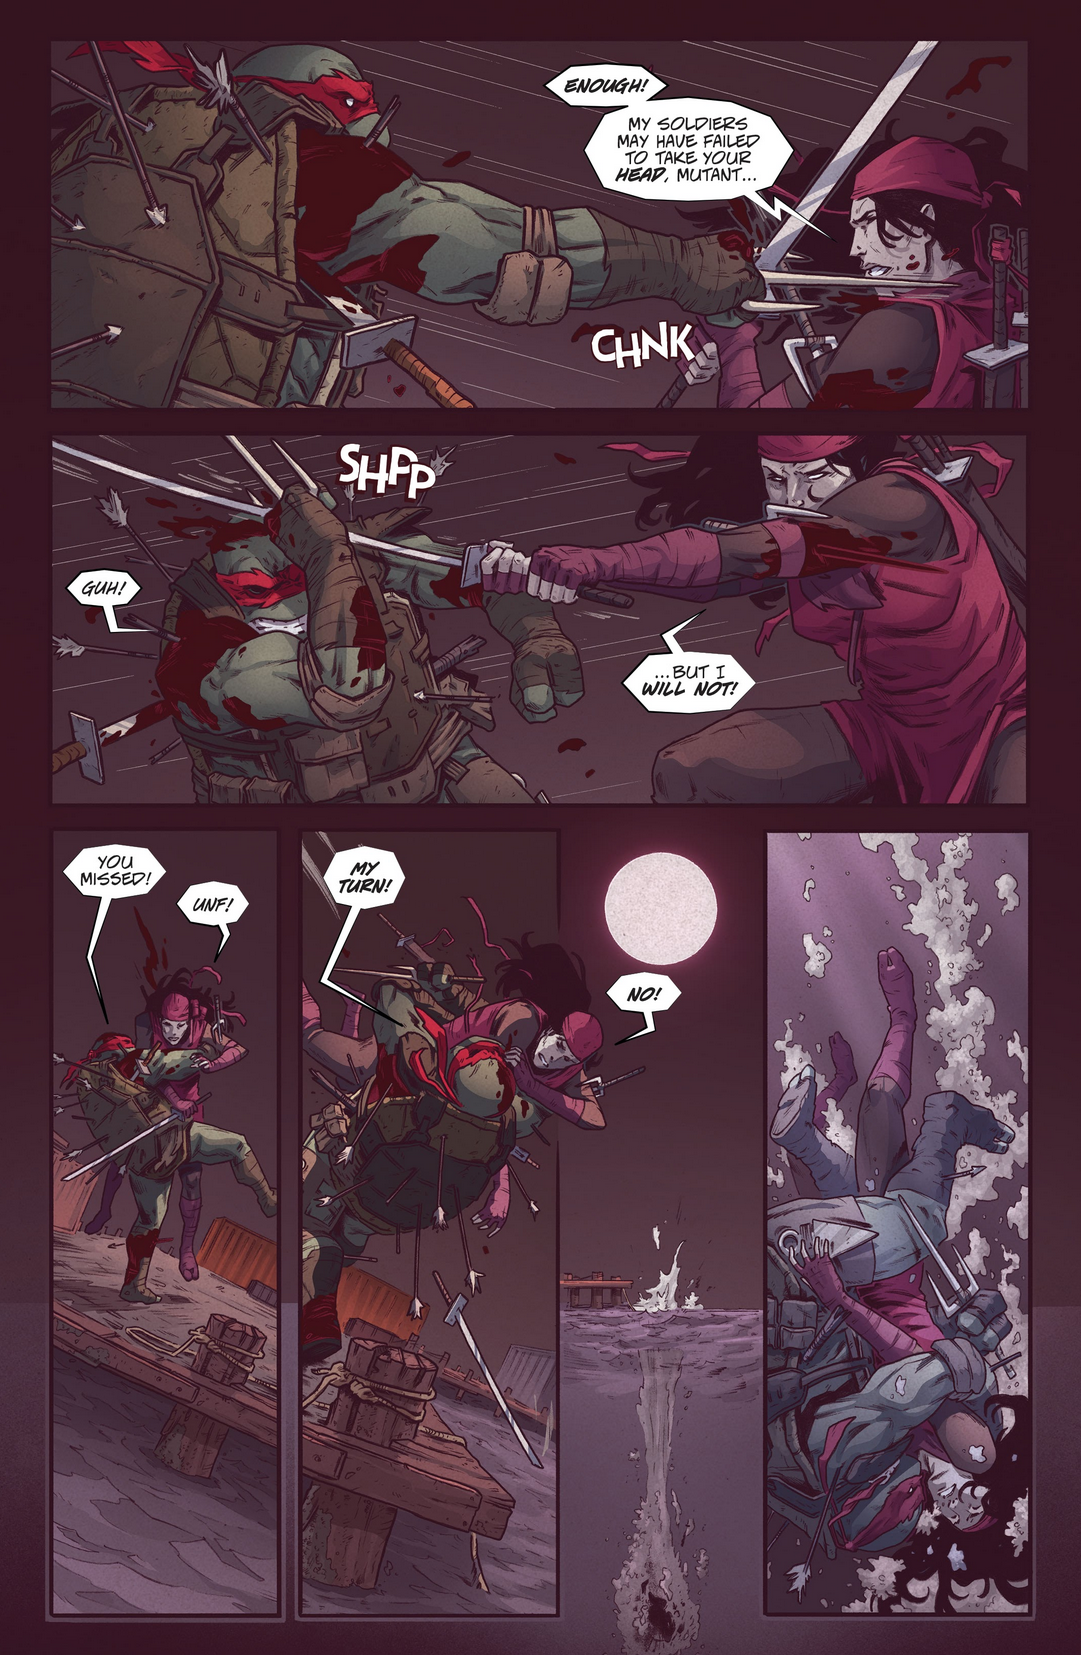 ENOUGH!
MY SOLDIERS
MAY HAVE FAILED
TO TAKE YOUR
HEAD, MUTANT...
CHNK
SHPP
GUH!
...BUT I
WILL NOT!
YOU
MISSED!
UNF!
MY
TURN!
NO!